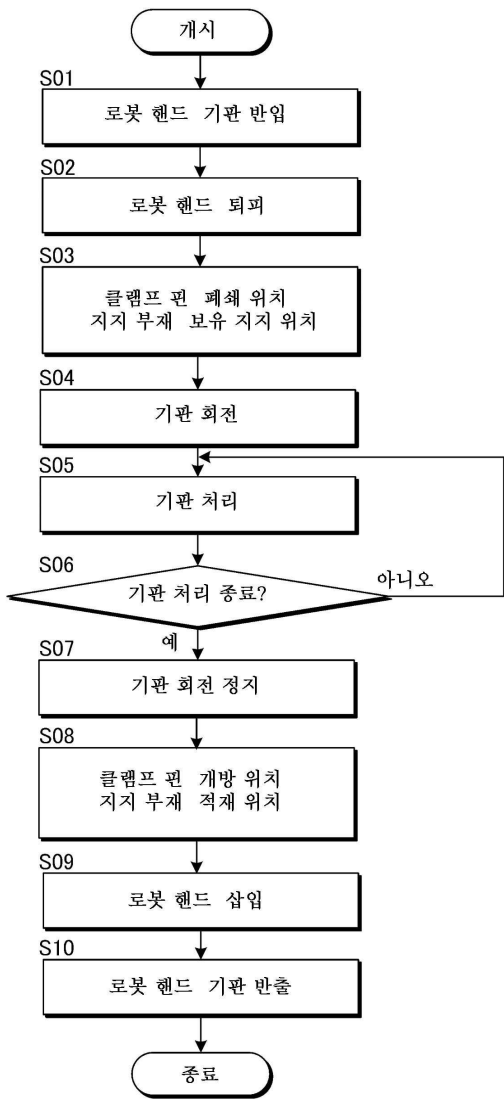 개시
S01
로봇 핸드 기판 반입
S02
로봇 핸드 퇴피
S03
클램프 핀 폐쇄 위치
지지 부재 보유 지지 위치
S04
기판 회전
S05
기판 처리
S06
기판 처리 종료?
아니오
예
S07
기판 회전 정지
S08
클램프 핀 개방 위치
지지 부재 적재 위치
S09
로봇 핸드 삽입
S10
로봇 핸드 기판 반출
종료